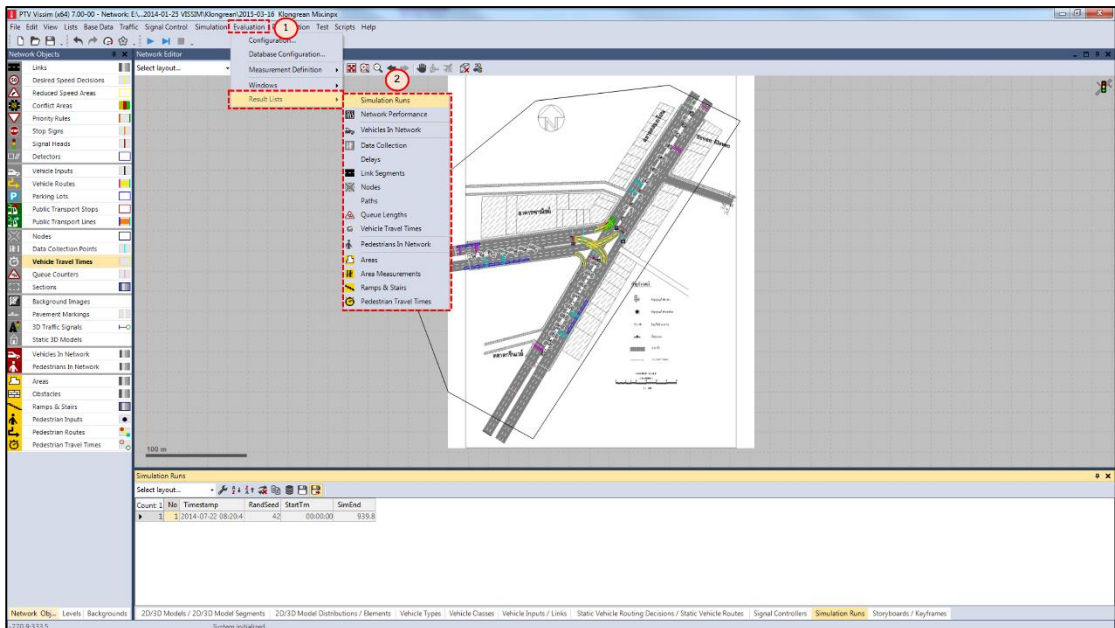 PTV Vissim (x64) 7.00-00 - Network: E:\...2014-01-25 VISSIM\Klongrean\2015-03-16 Klongrean Mix.inpx
File Edit View Lists Base Data Traffic Signal Control Simulation Evaluation Test Scripts Help
1
Configuration...
Network Objects
Network Editor
Database Configuration...
Select layout...
Measurement Definition
2
Windows
Result Lists
Simulation Runs
Network Performance
Vehicles In Network
Data Collection
Delays
Link Segments
Nodes
Paths
Queue Lengths
Vehicle Travel Times
Pedestrians In Network
Areas
Area Measurements
Ramps & Stairs
Pedestrian Travel Times
Links
Desired Speed Decisions
Reduced Speed Areas
Conflict Areas
Priority Rules
Stop Signs
Signal Heads
Detectors
Vehicle Inputs
Vehicle Routes
Parking Lots
Public Transport Stops
Public Transport Lines
Nodes
Data Collection Points
Vehicle Travel Times
Queue Counters
Sections
Background Images
Pavement Markings
3D Traffic Signals
Static 3D Models
Vehicles In Network
Pedestrians In Network
Areas
Obstacles
Ramps & Stairs
Pedestrian Inputs
Pedestrian Routes
Pedestrian Travel Times
N
100 m
Simulation Runs
Select layout...
Count: 1 No Timestamp RandSeed StartTm SimEnd
1 1 2014-07-22 08:20:4 42 00:00:00 939.8
Network Obj... Levels Backgrounds
2D/3D Models / 2D/3D Model Segments 2D/3D Model Distributions / Elements Vehicle Types Vehicle Classes Vehicle Inputs / Links Static Vehicle Routing Decisions / Static Vehicle Routes Signal Controllers Simulation Runs Storyboards / Keyframes
-270.9:333.5 System initialized